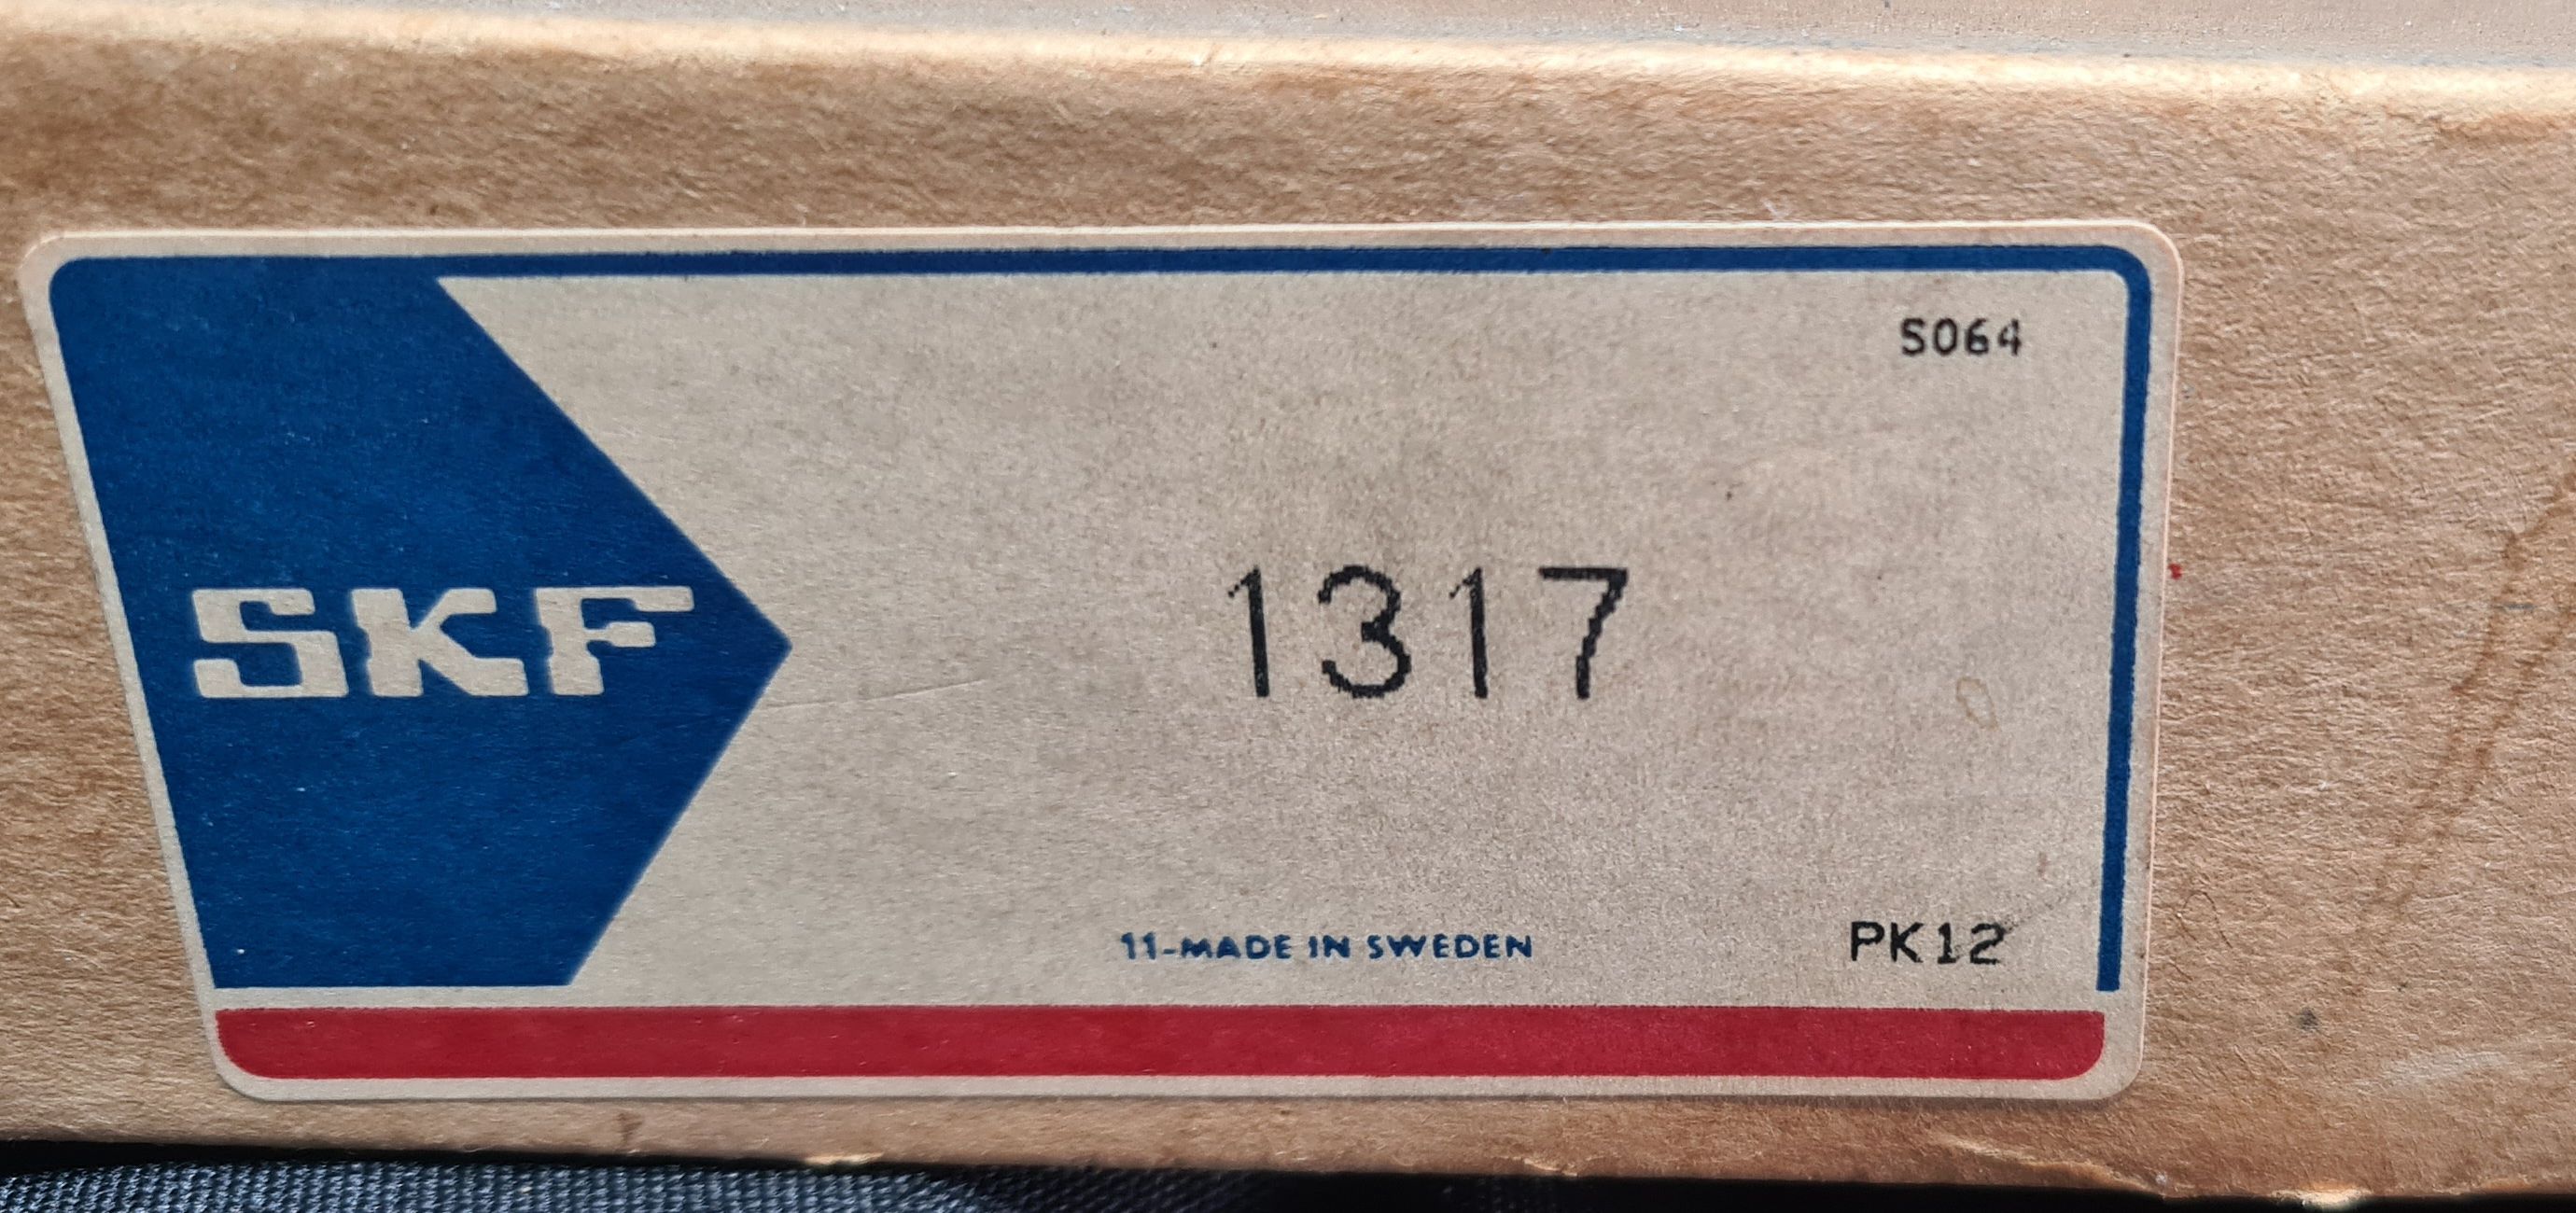 S064
SKF
1317
11-MADE IN SWEDEN
PK12